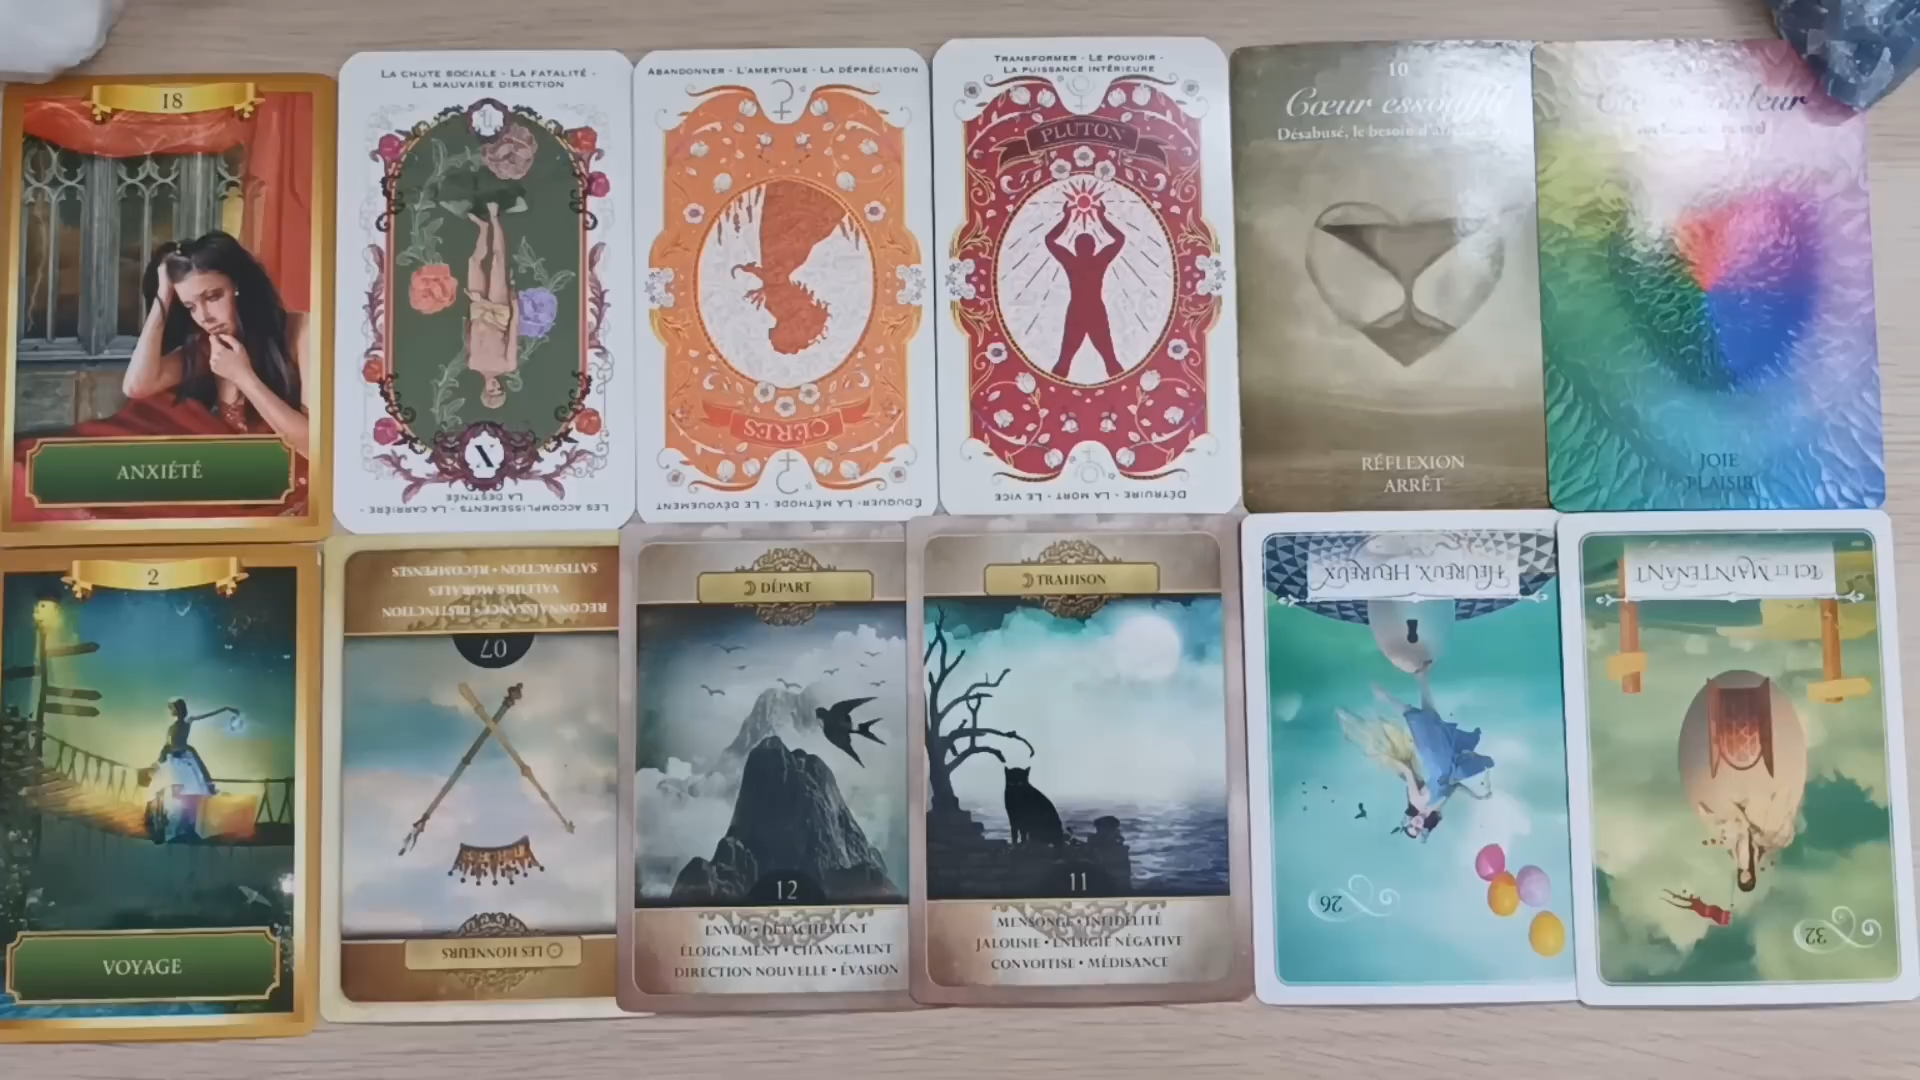 18
ANXIÉTÉ
LA CHUTE SOCIALE - LA FATALITÉ -
LA MAUVAISE DIRECTION
X
LES ACCOMPLISSEMENTS - LA CARRIÈRE -
LA DESTINÉE
ABANDONNER - L'AMERTUME - LA DÉPRÉCIATION
CÉRÈS
ÉDUQUER - LA MÉTHODE - LE DÉVOUEMENT
TRANSFORMER - LE POUVOIR -
LA PUISSANCE INTÉRIEURE
PLUTON
DÉTRUIRE - LA MORT - LE VICE
10
Cœur essoufflé
Désabusé, le besoin
RÉFLEXION
ARRÊT
19
JOIE
PLAISIR
2
VOYAGE
LES HONNEURS
07
RECONNAISSANCE • DISTINCTION
VALEURS MORALES
SATISFACTION • RÉCOMPENSES
DÉPART
12
ENVOL • DÉTACHEMENT
ÉLOIGNEMENT • CHANGEMENT
DIRECTION NOUVELLE • ÉVASION
TRAHISON
11
MENSONGE • INFIDÉLITÉ
JALOUSIE • ÉNERGIE NÉGATIVE
CONVOITISE • MÉDISANCE
HEUREUX, HEUREUX
26
ICI ET MAINTENANT
32